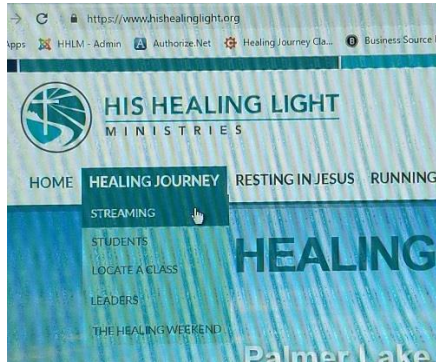 https://www.hishealinglight.org
Apps HHLM - Admin Authorize.Net Healing Journey Cla... Business Source
HIS HEALING LIGHT
MINISTRIES
HOME HEALING JOURNEY RESTING IN JESUS RUNNING
STREAMING
STUDENTS
HEALING
LOCATE A CLASS
LEADERS
THE HEALING WEEKEND
Palmer Lake